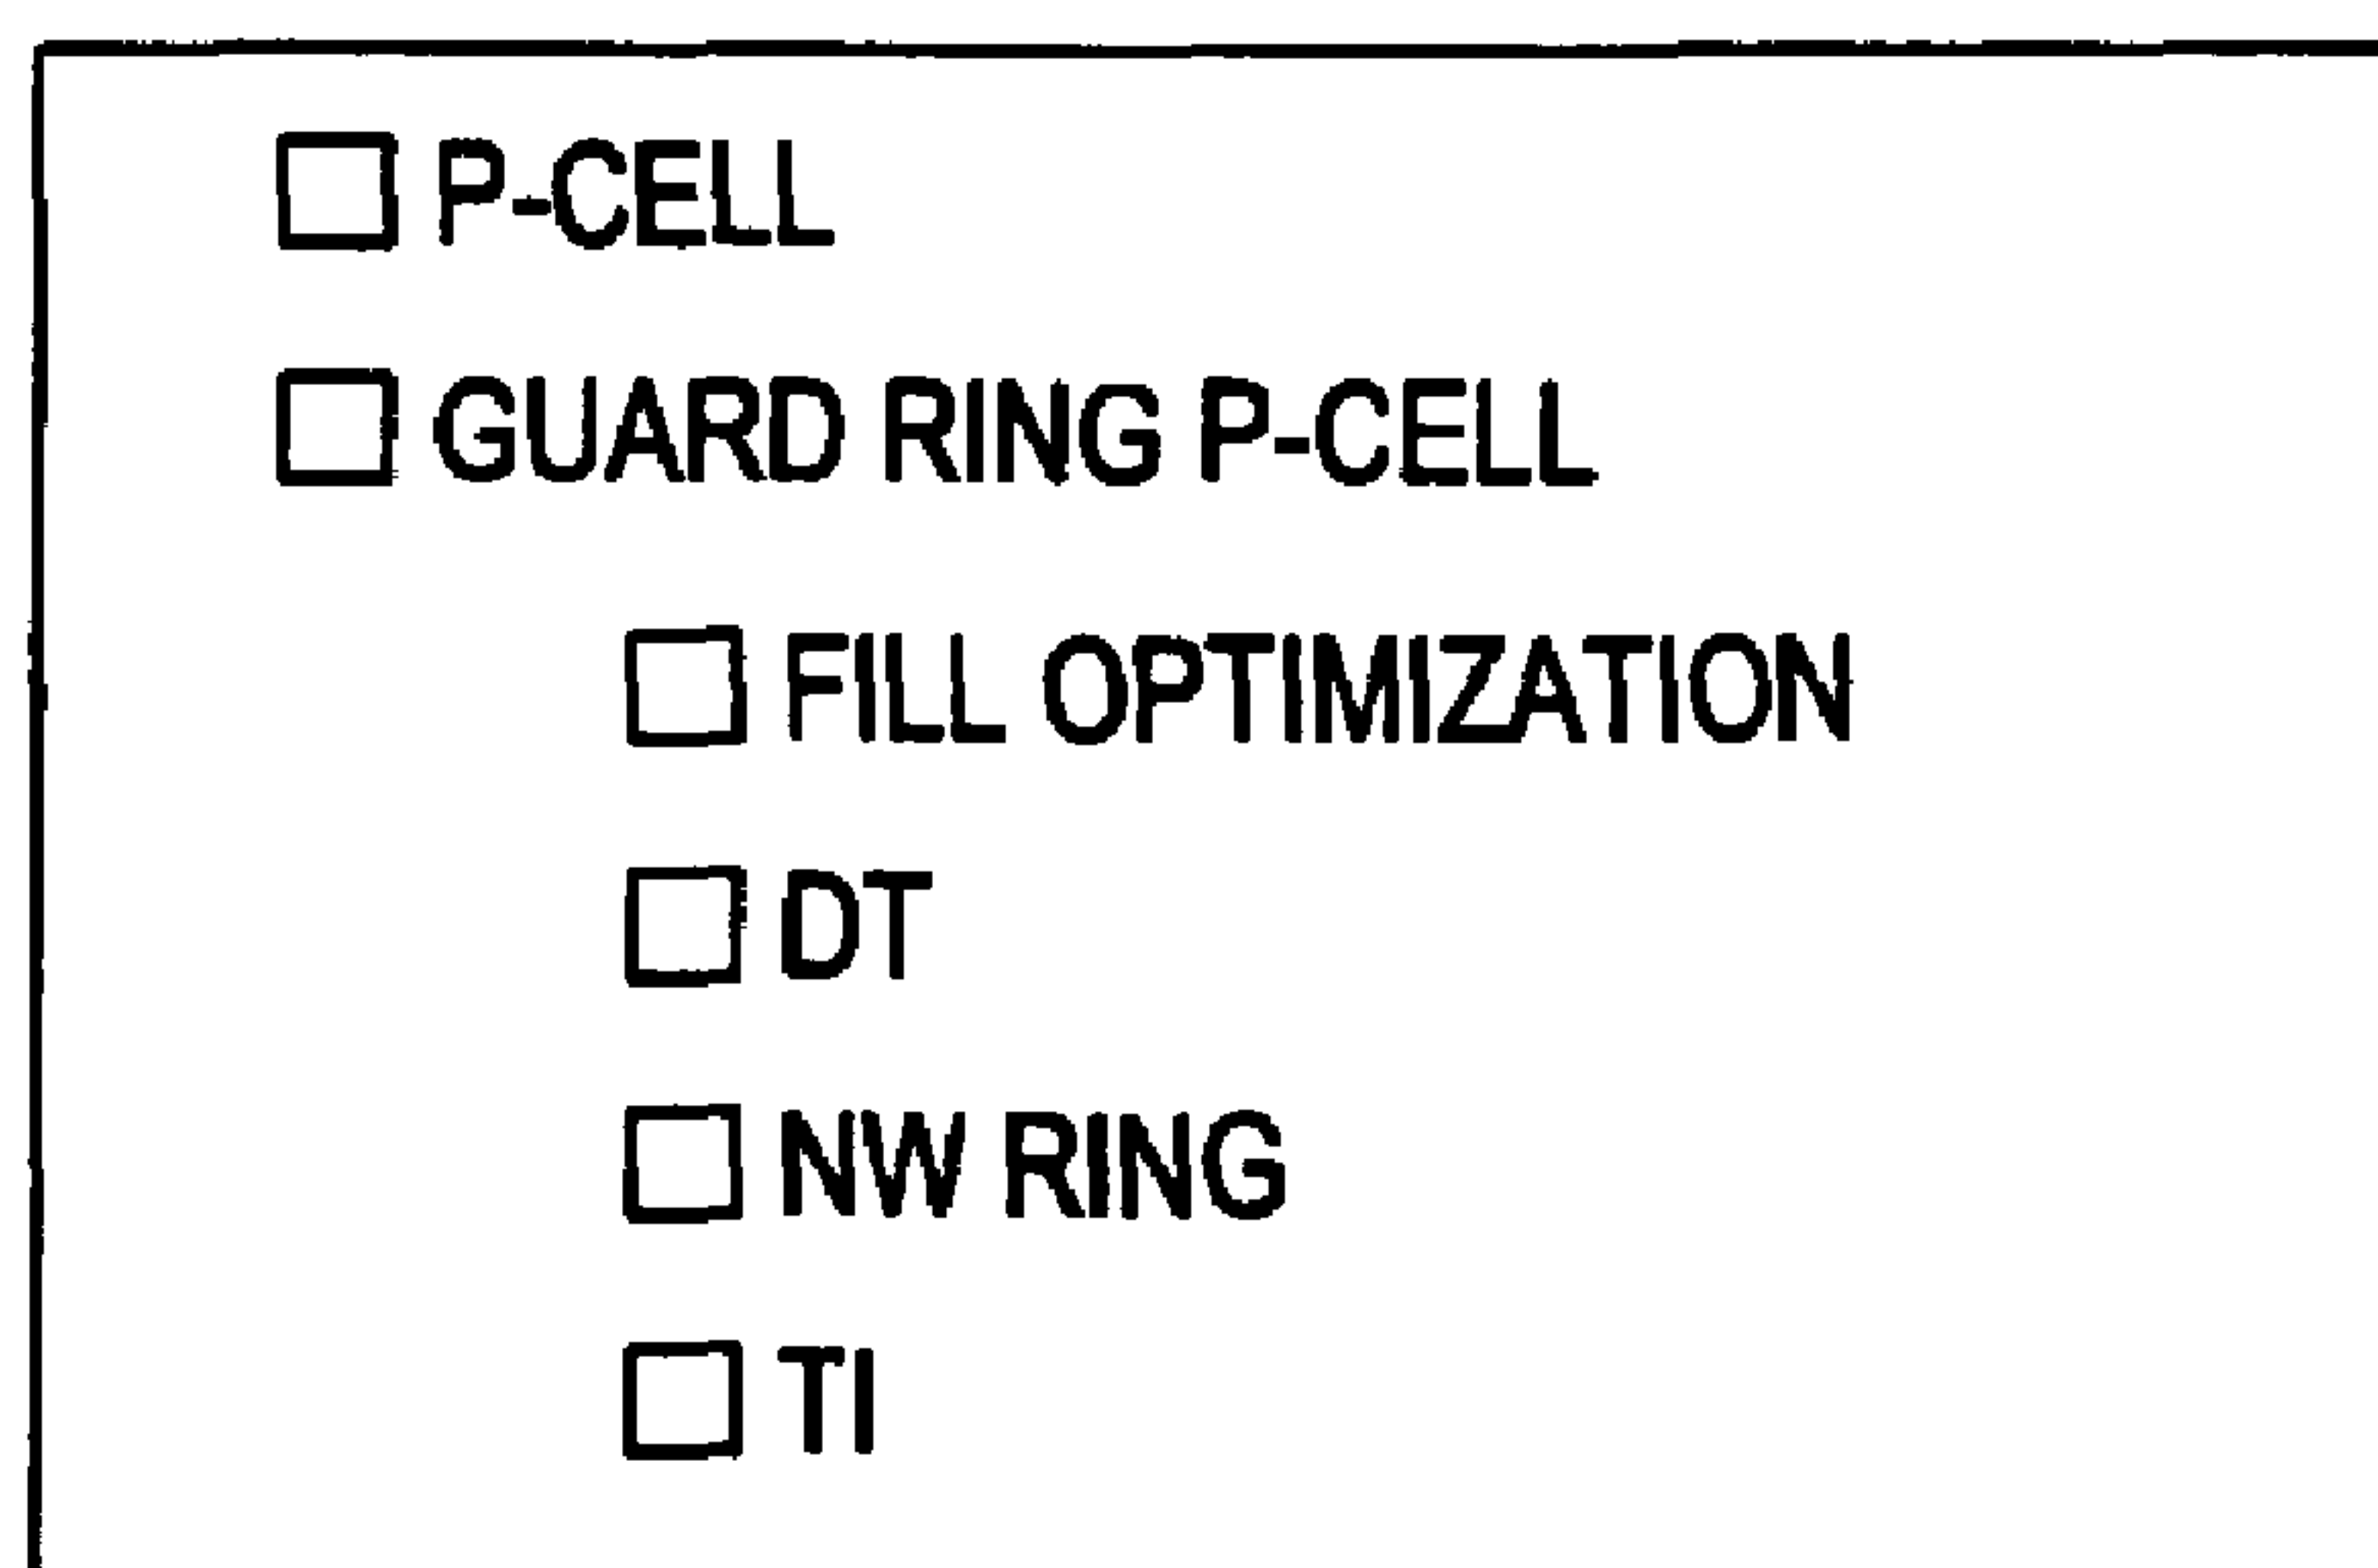 P-CELL
GUARD RING P-CELL
FILL OPTIMIZATION
DT
NW RING
TI